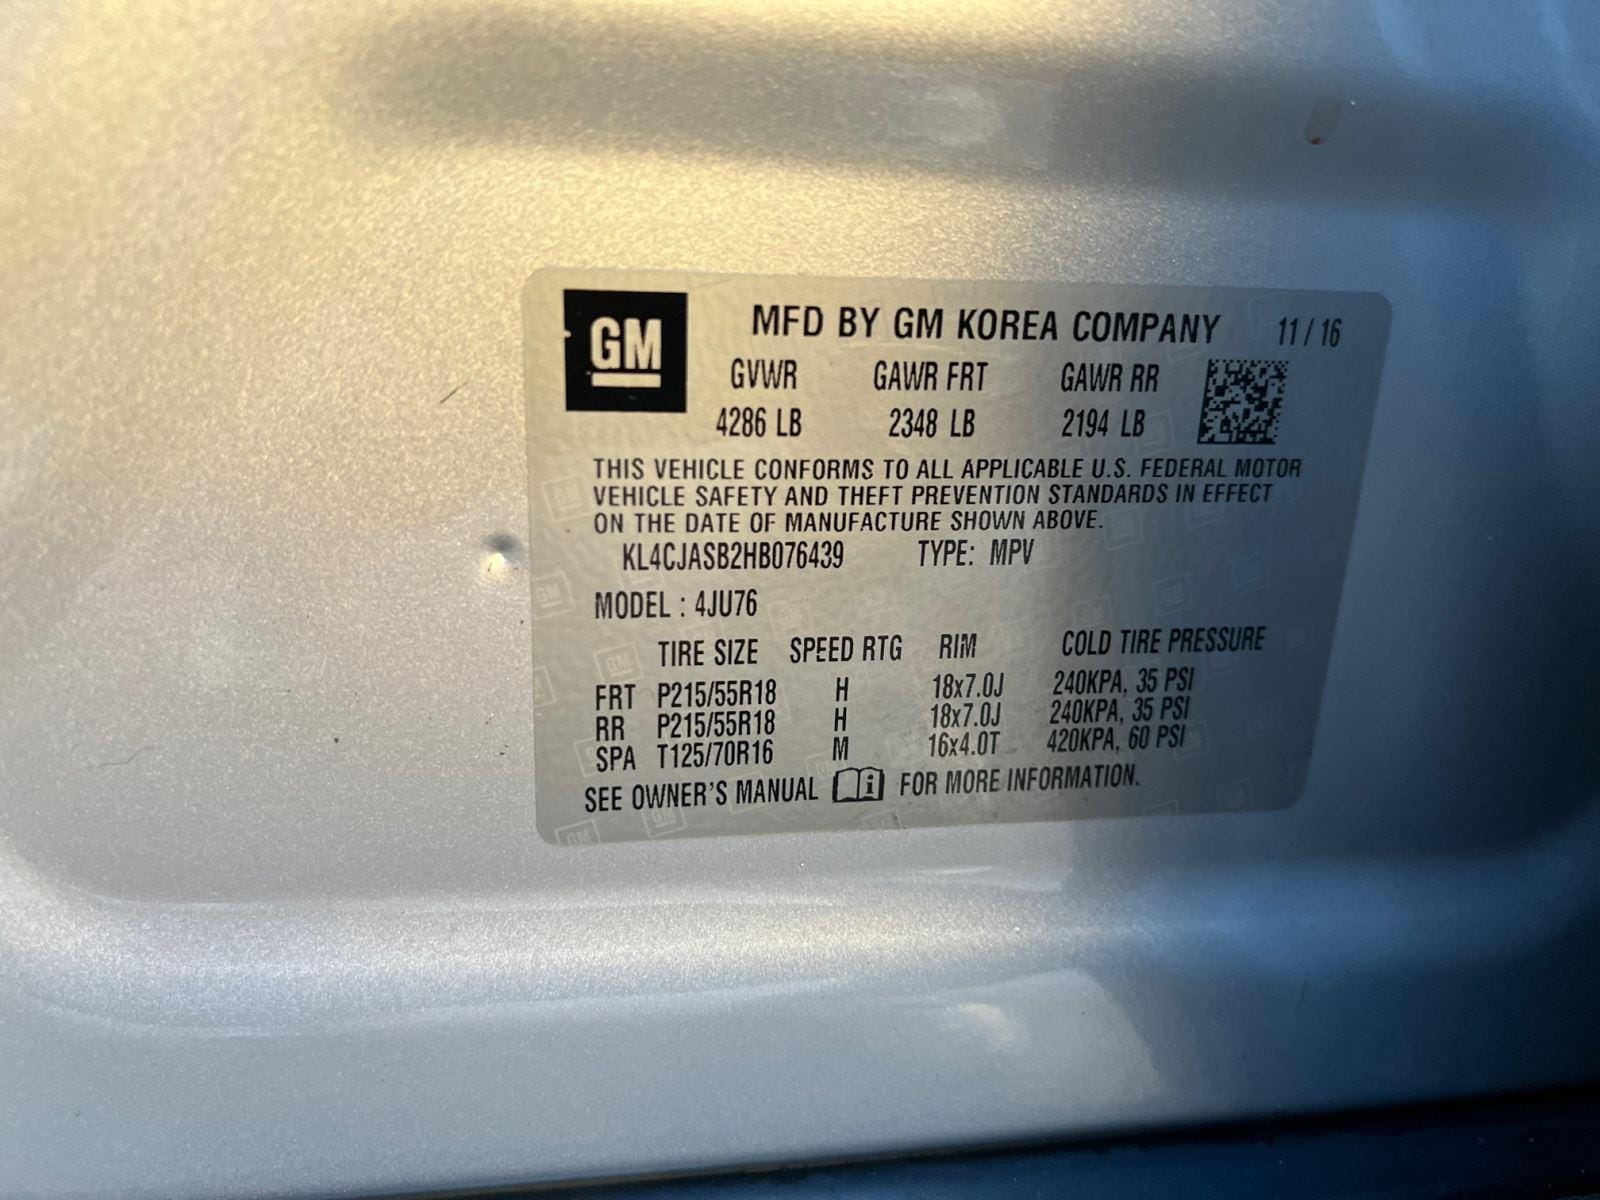 GM
MFD BY GM KOREA COMPANY 11 / 16
GVWR GAWR FRT GAWR RR
4286 LB 2348 LB 2194 LB
THIS VEHICLE CONFORMS TO ALL APPLICABLE U.S. FEDERAL MOTOR
VEHICLE SAFETY AND THEFT PREVENTION STANDARDS IN EFFECT
ON THE DATE OF MANUFACTURE SHOWN ABOVE.
KL4CJASB2HB076439 TYPE: MPV
MODEL : 4JU76
TIRE SIZE SPEED RTG RIM COLD TIRE PRESSURE
FRT P215/55R18 H 18x7.0J 240KPA, 35 PSI
RR P215/55R18 H 18x7.0J 240KPA, 35 PSI
SPA T125/70R16 M 16x4.0T 420KPA, 60 PSI
SEE OWNER'S MANUAL FOR MORE INFORMATION.